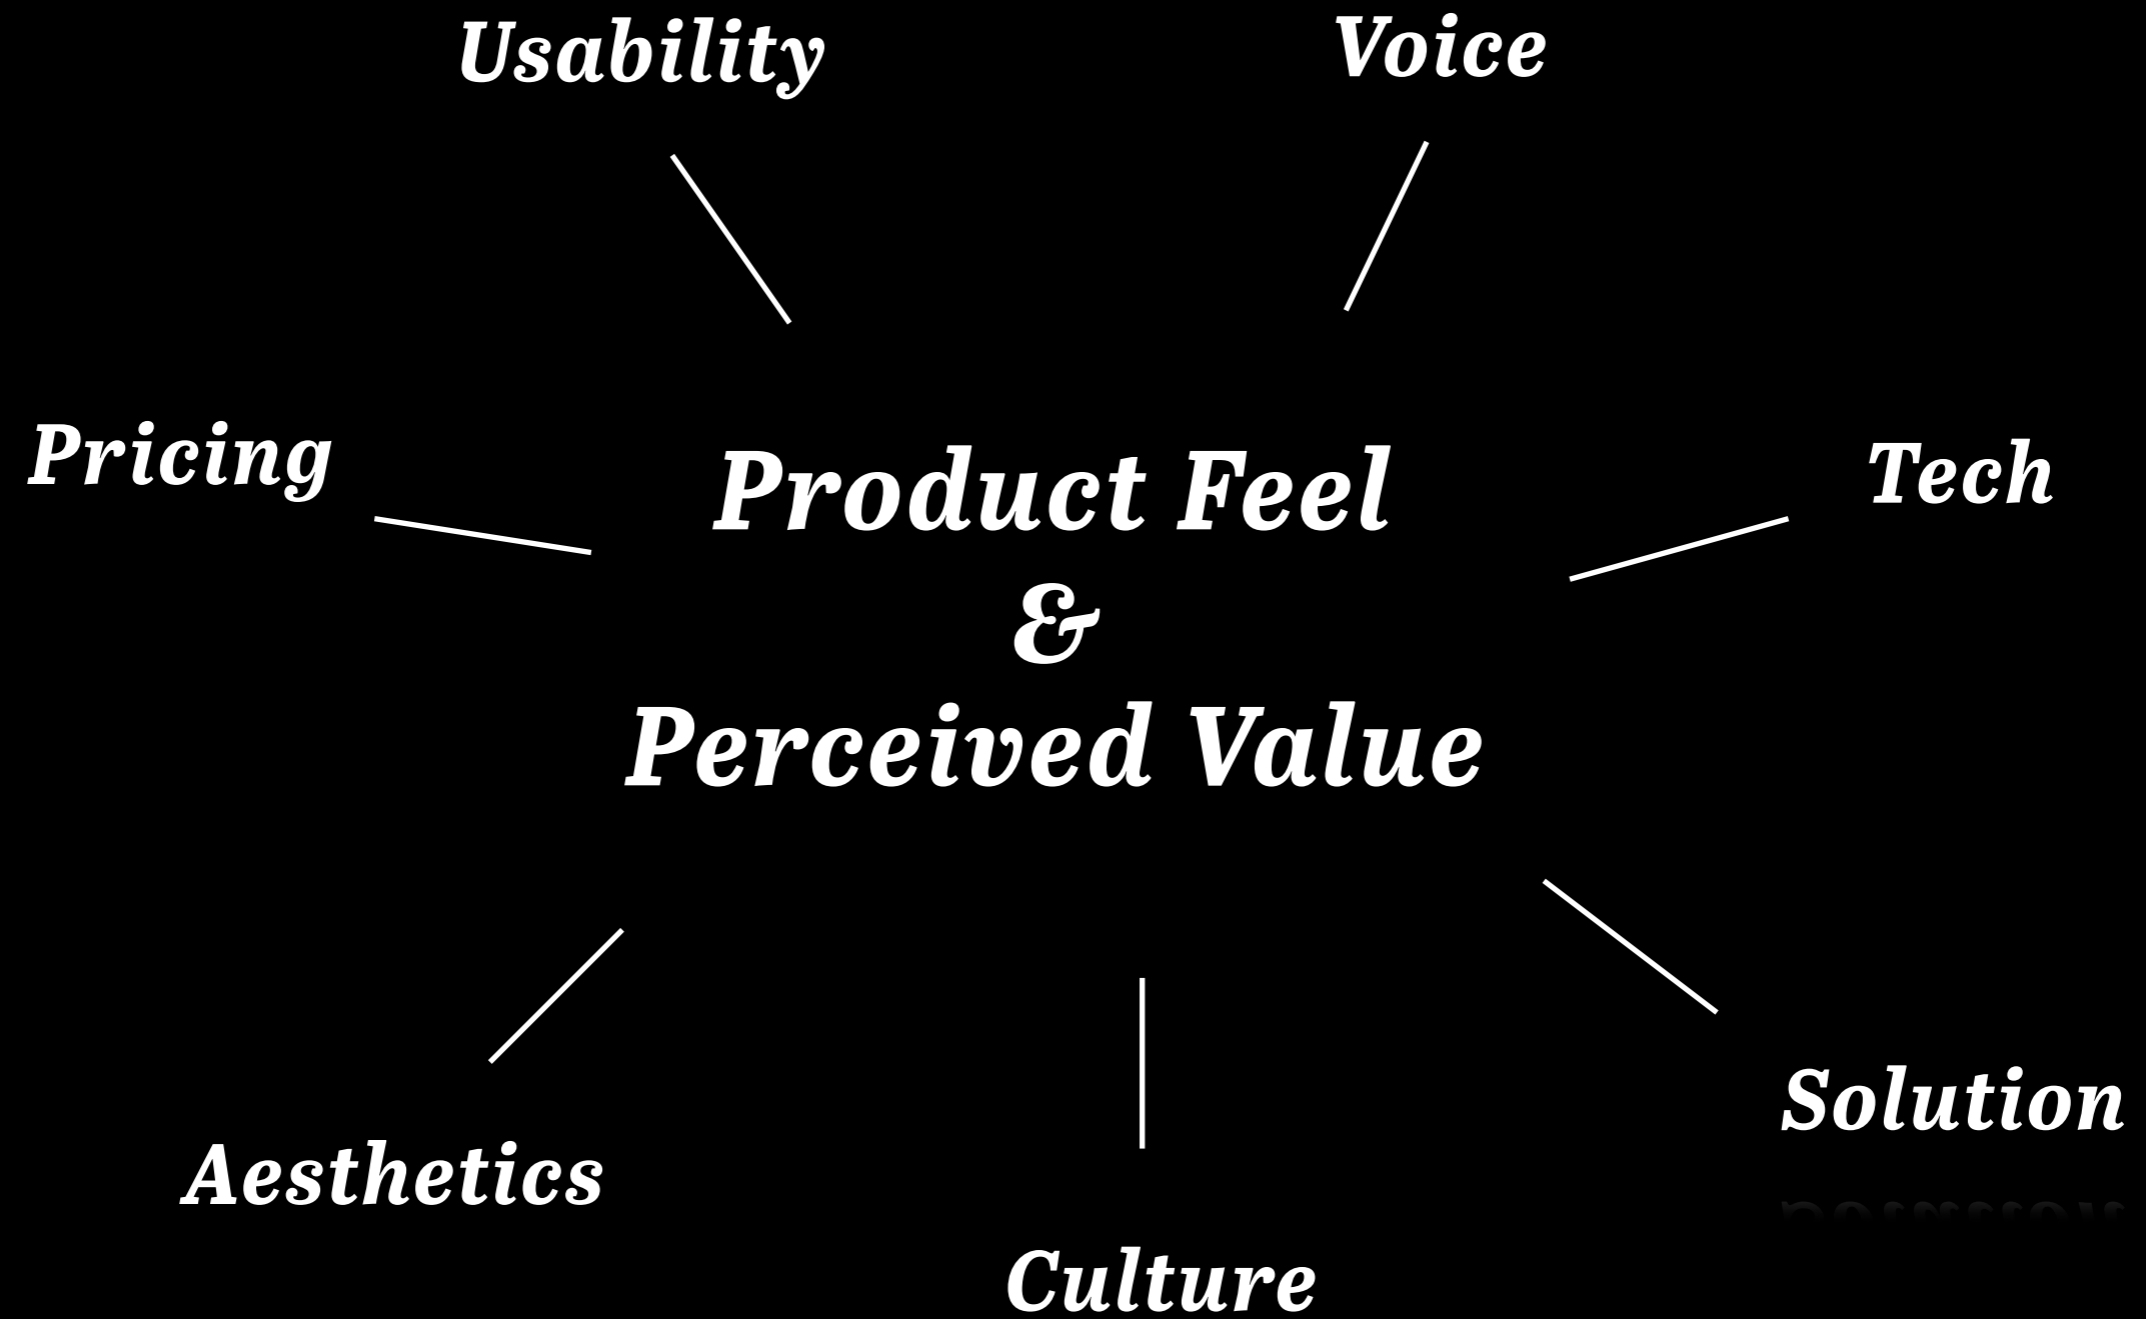 Usability
Voice
Pricing
Tech
Product Feel
&
Perceived Value
Solution
Aesthetics
Culture